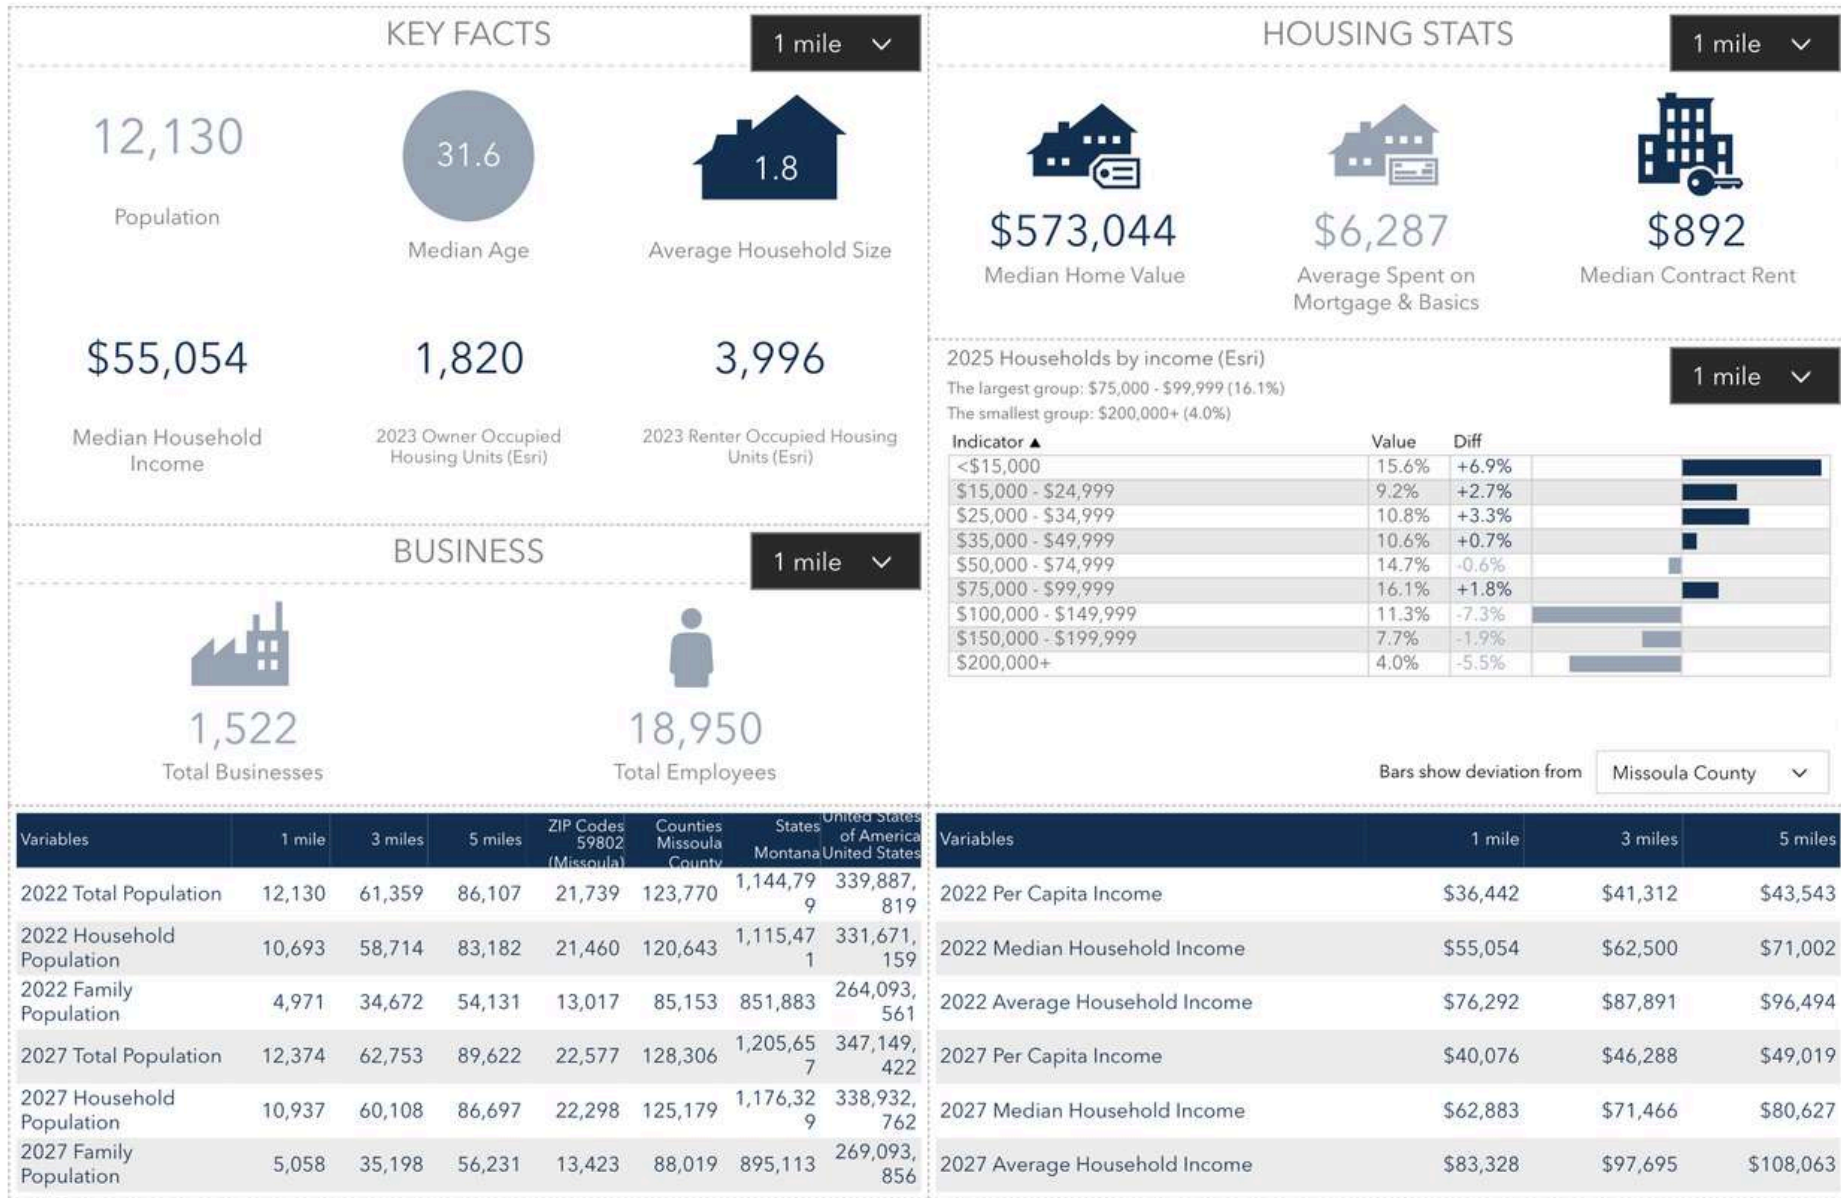 KEY FACTS
1 mile
12,130
Population
31.6
Median Age
1.8
Average Household Size
$55,054
Median Household
Income
1,820
2023 Owner Occupied
Housing Units (Esri)
3,996
2023 Renter Occupied Housing
Units (Esri)
HOUSING STATS
1 mile
$573,044
Median Home Value
$6,287
Average Spent on
Mortgage & Basics
$892
Median Contract Rent
BUSINESS
1 mile
1,522
Total Businesses
18,950
Total Employees
2025 Households by income (Esri)
The largest group: $75,000 - $99,999 (16.1%)
The smallest group: $200,000+ (4.0%)
1 mile
Indicator ▲ Value Diff
<$15,000 15.6% +6.9%
$15,000 - $24,999 9.2% +2.7%
$25,000 - $34,999 10.8% +3.3%
$35,000 - $49,999 10.6% +0.7%
$50,000 - $74,999 14.7% -0.6%
$75,000 - $99,999 16.1% +1.8%
$100,000 - $149,999 11.3% -7.3%
$150,000 - $199,999 7.7% -1.9%
$200,000+ 4.0% -5.5%
Bars show deviation from Missoula County
Variables 1 mile 3 miles 5 miles ZIP Codes 59802 (Missoula) Counties Missoula County States Montana United States of America United States
2022 Total Population 12,130 61,359 86,107 21,739 123,770 1,144,799 339,887,819
2022 Household Population 10,693 58,714 83,182 21,460 120,643 1,115,471 331,671,159
2022 Family Population 4,971 34,672 54,131 13,017 85,153 851,883 264,093,561
2027 Total Population 12,374 62,753 89,622 22,577 128,306 1,205,657 347,149,422
2027 Household Population 10,937 60,108 86,697 22,298 125,179 1,176,329 338,932,762
2027 Family Population 5,058 35,198 56,231 13,423 88,019 895,113 269,093,856
Variables 1 mile 3 miles 5 miles
2022 Per Capita Income $36,442 $41,312 $43,543
2022 Median Household Income $55,054 $62,500 $71,002
2022 Average Household Income $76,292 $87,891 $96,494
2027 Per Capita Income $40,076 $46,288 $49,019
2027 Median Household Income $62,883 $71,466 $80,627
2027 Average Household Income $83,328 $97,695 $108,063